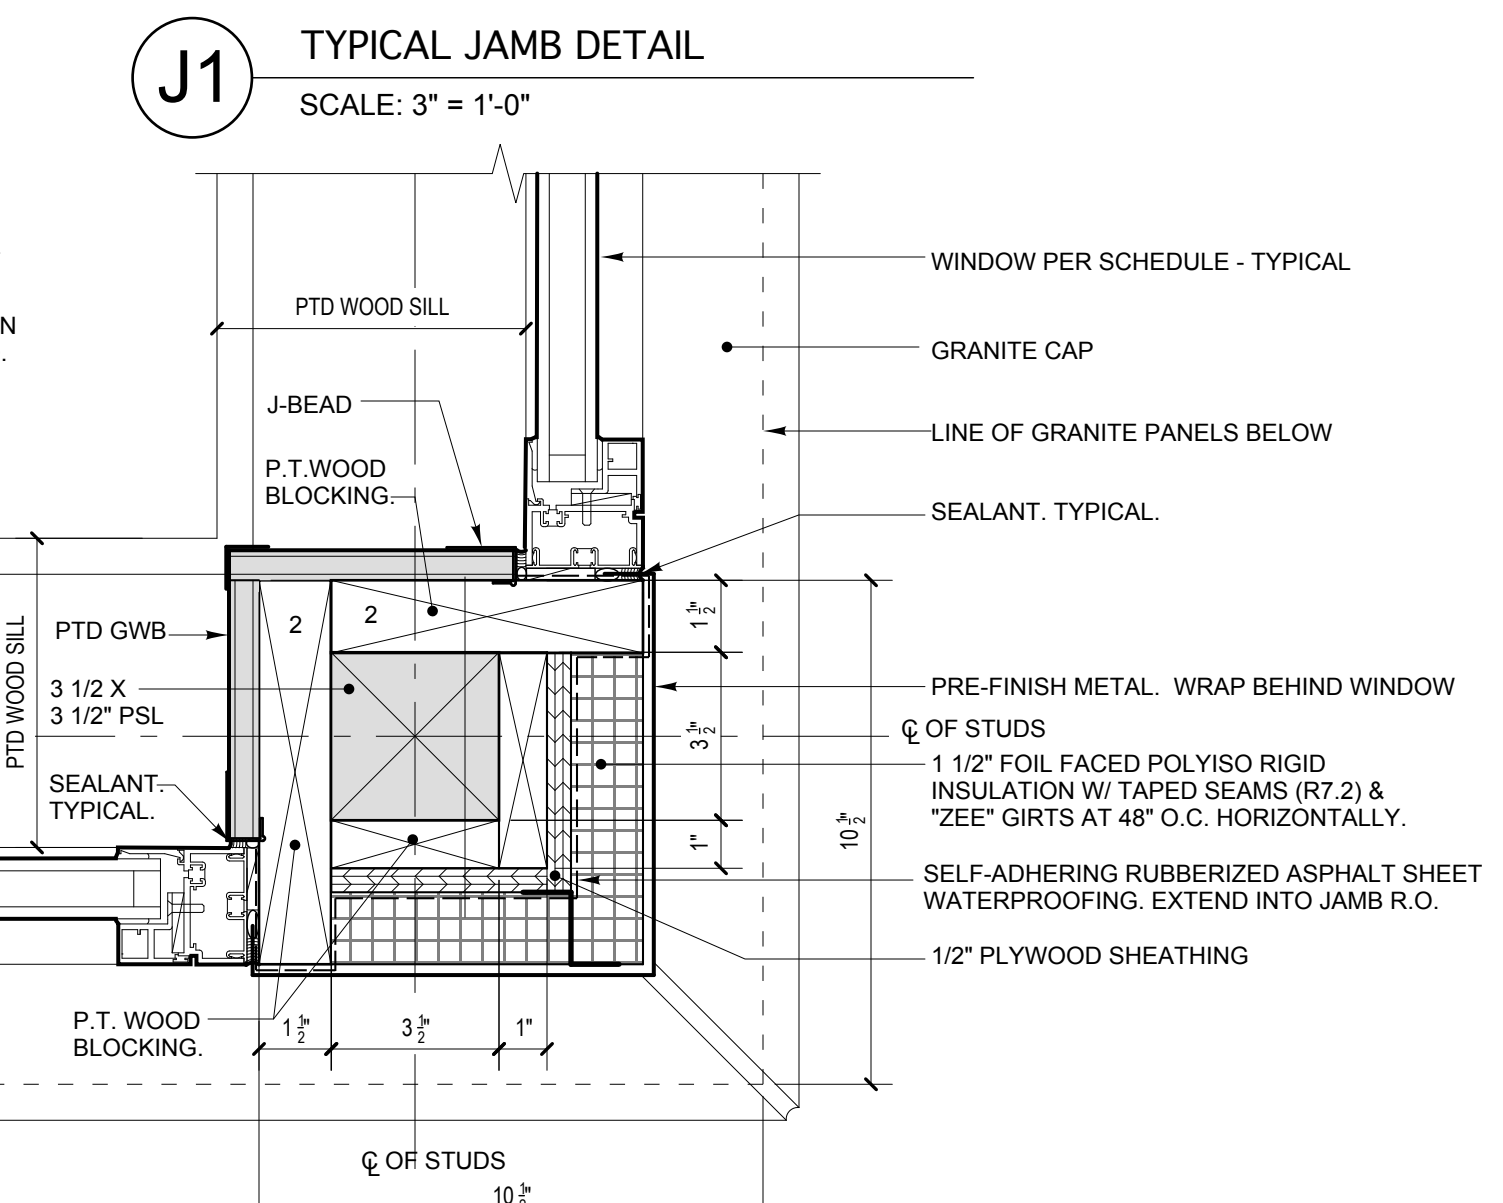 J1
TYPICAL JAMB DETAIL
SCALE: 3" = 1'-0"
WINDOW PER SCHEDULE - TYPICAL
PTD WOOD SILL
N
.
GRANITE CAP
J-BEAD
LINE OF GRANITE PANELS BELOW
P.T.WOOD
BLOCKING.
SEALANT. TYPICAL.
2
2
1 1/2"
PTD GWB
PTD WOOD SILL
3 1/2 X
3 1/2" PSL
PRE-FINISH METAL. WRAP BEHIND WINDOW
℄ OF STUDS
3 1/2"
1 1/2" FOIL FACED POLYISO RIGID
INSULATION W/ TAPED SEAMS (R7.2) &
"ZEE" GIRTS AT 48" O.C. HORIZONTALLY.
SEALANT.
TYPICAL.
1"
10 1/2"
SELF-ADHERING RUBBERIZED ASPHALT SHEET
WATERPROOFING. EXTEND INTO JAMB R.O.
1/2" PLYWOOD SHEATHING
P.T. WOOD
BLOCKING.
1 1/2"
3 1/2"
1"
℄ OF STUDS
10 1/2"